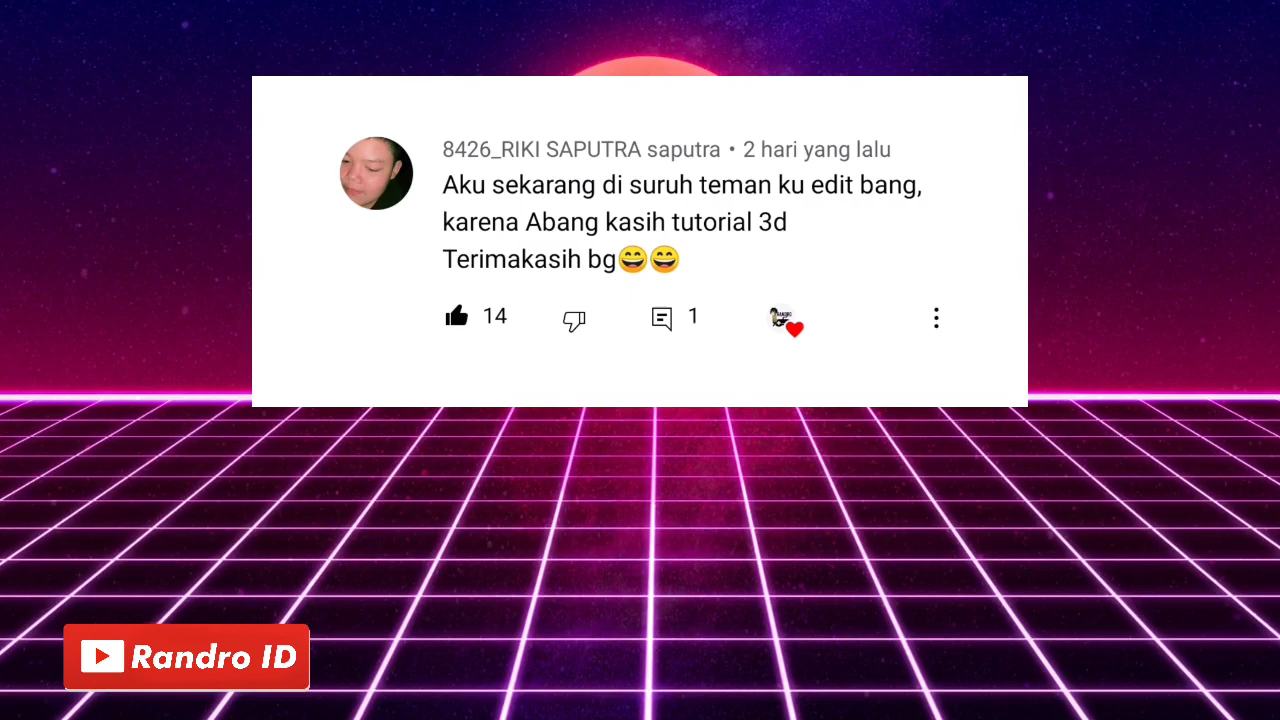 8426_RIKI SAPUTRA saputra • 2 hari yang lalu
Aku sekarang di suruh teman ku edit bang,
karena Abang kasih tutorial 3d
Terimakasih bg😄😄
14
1
Randro ID